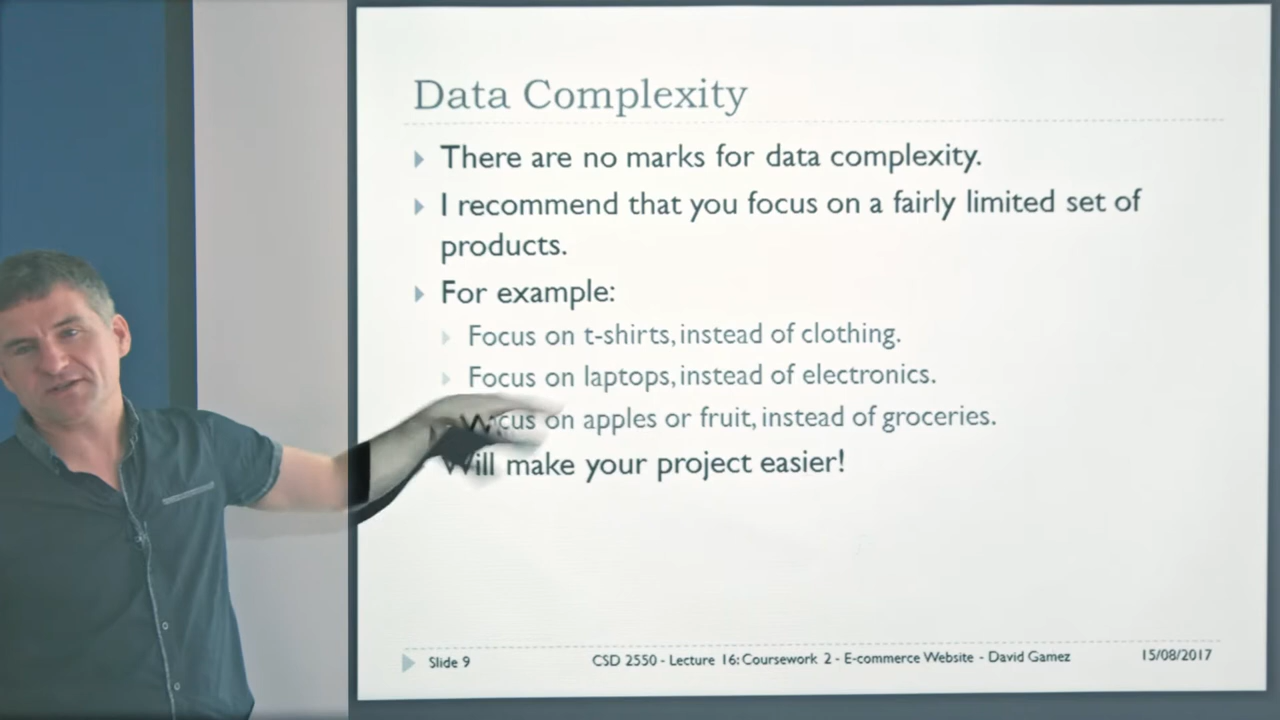 Data Complexity
There are no marks for data complexity.
I recommend that you focus on a fairly limited set of
products.
For example:
Focus on t-shirts, instead of clothing.
Focus on laptops, instead of electronics.
on apples or fruit, instead of groceries.
Will make your project easier!
Slide 9
CSD 2550 - Lecture 16: Coursework 2 - E-commerce Website - David Gamez
15/08/2017